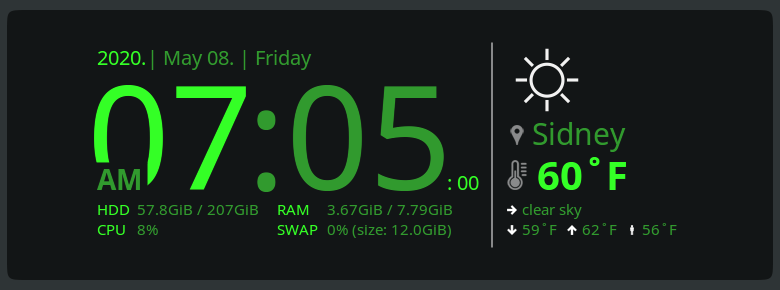 2020.| May 08. | Friday
07:05
AM
: 00
HDD 57.8GiB / 207GiB RAM 3.67GiB / 7.79GiB
CPU 8% SWAP 0% (size: 12.0GiB)
Sidney
60°F
clear sky
59°F 62°F 56°F